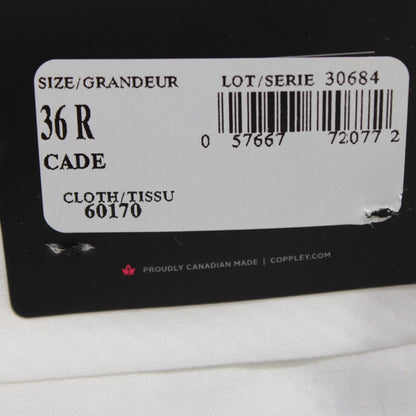 SIZE/GRANDEUR LOT/SERIE 30684
36 R
0 57667 72077 2
CADE
CLOTH/TISSU
60170
PROUDLY CANADIAN MADE | COPPLEY.COM